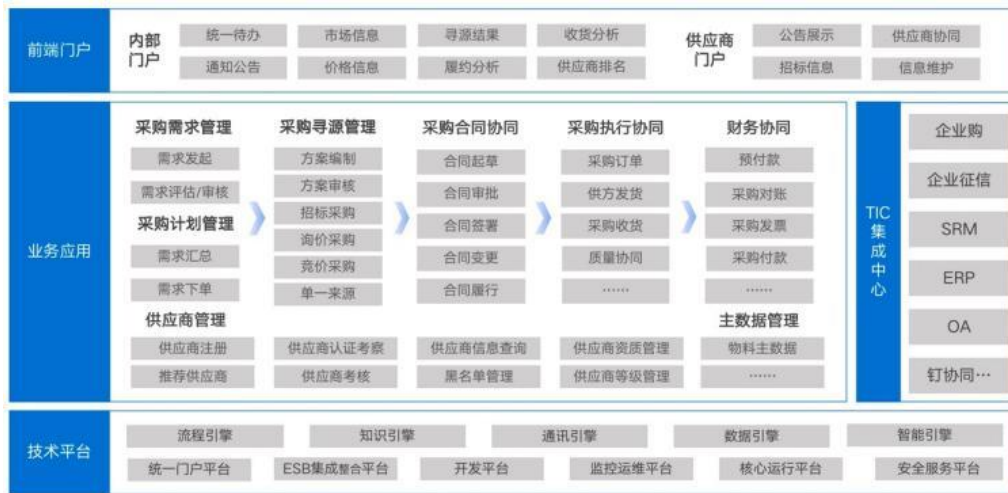 前端门户
内部门户
统一待办
市场信息
寻源结果
收货分析
通知公告
价格信息
履约分析
供应商排名
供应商门户
公告展示
供应商协同
招标信息
信息维护
业务应用
采购需求管理
需求发起
需求评估/审核
采购计划管理
需求汇总
需求下单
采购寻源管理
方案编制
方案审核
招标采购
询价采购
竞价采购
单一来源
采购合同协同
合同起草
合同审批
合同签署
合同变更
合同履行
采购执行协同
采购订单
供方发货
采购收货
质量协同
……
财务协同
预付款
采购对账
采购发票
采购付款
……
供应商管理
供应商注册
供应商认证考察
供应商信息查询
供应商资质管理
推荐供应商
供应商考核
黑名单管理
供应商等级管理
主数据管理
物料主数据
……
TIC集成中心
企业购
企业征信
SRM
ERP
OA
钉协同…
技术平台
流程引擎
知识引擎
通讯引擎
数据引擎
智能引擎
统一门户平台
ESB集成整合平台
开发平台
监控运维平台
核心运行平台
安全服务平台